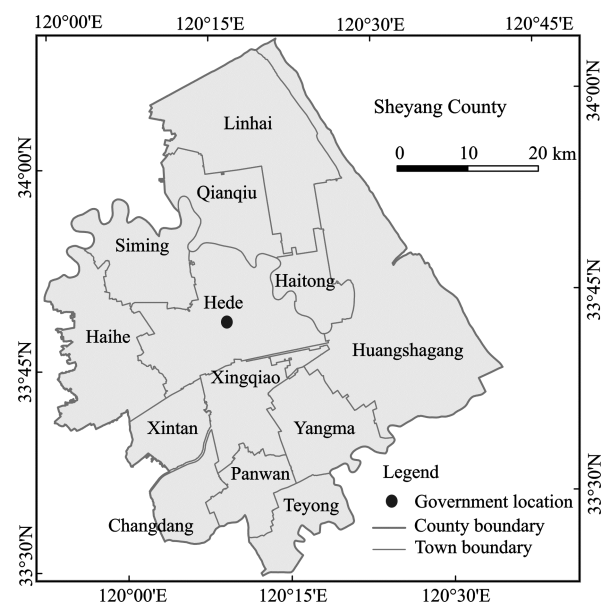 120°00'E 120°15'E 120°30'E 120°45'E
34°00'N
Sheyang County
0 10 20 km
Linhai
34°00'N
Qianqiu
Siming
Haitong
33°45'N
Hede
Haihe
Huangshagang
33°45'N
Xingqiao
Xintan
Yangma
Panwan
Legend
33°30'N
Government location
Teyong
Changdang
County boundary
Town boundary
33°30'N
120°00'E 120°15'E 120°30'E